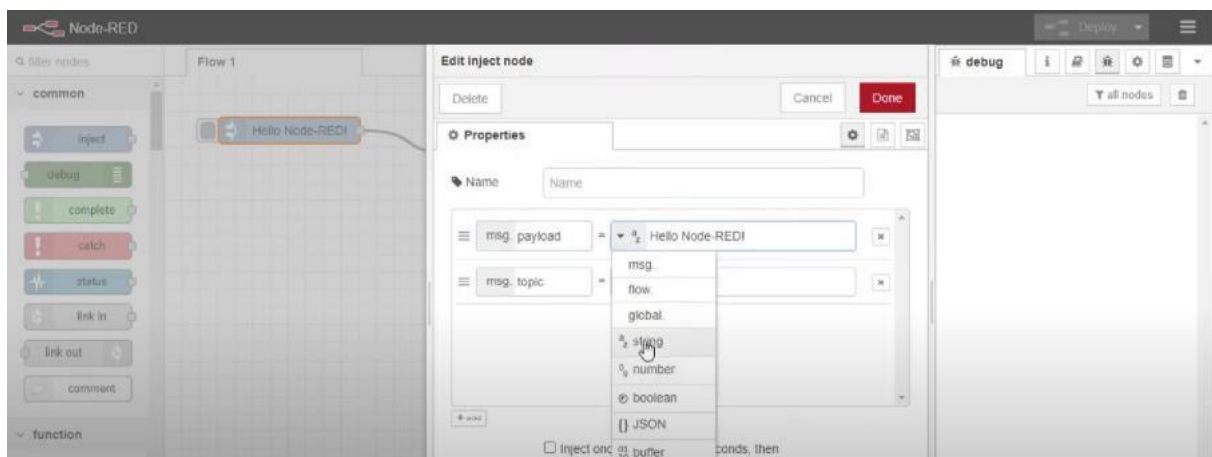 Node-RED
Deploy
filter nodes
Flow 1
Edit inject node
debug
i
common
Delete
Cancel
Done
all nodes
inject
Hello Node-RED!
Properties
debug
Name
Name
complete
msg. payload
=
a z
Hello Node-RED!
catch
msg.
status
msg. topic
=
flow.
global.
link in
a z string
link out
0 9 number
comment
boolean
+ add
{} JSON
function
Inject onc
buffer
conds, then